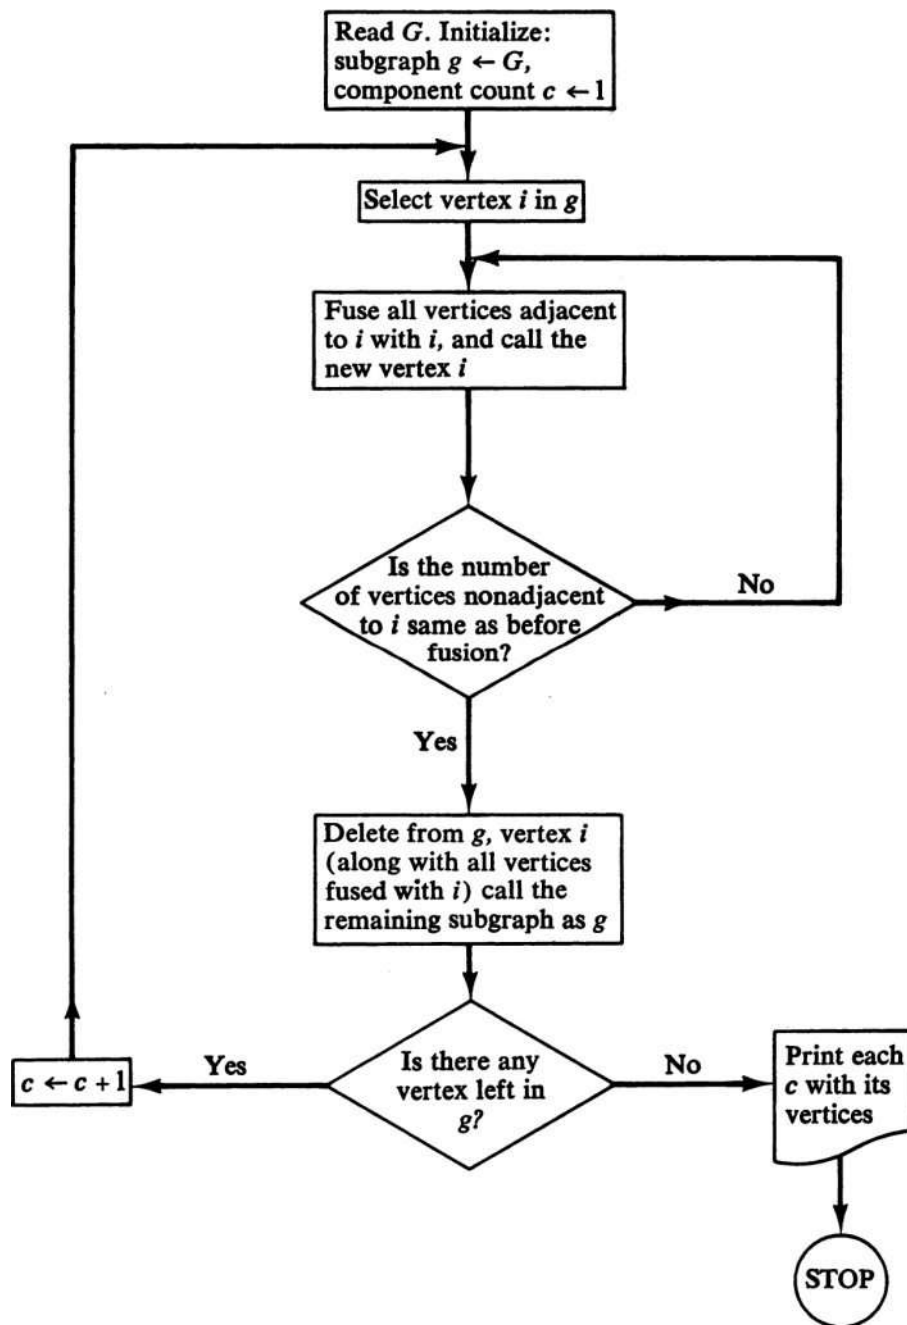 Read G. Initialize:
subgraph g ← G,
component count c ← 1
Select vertex i in g
Fuse all vertices adjacent
to i with i, and call the
new vertex i
Is the number
of vertices nonadjacent
to i same as before
fusion?
No
Yes
Delete from g, vertex i
(along with all vertices
fused with i) call the
remaining subgraph as g
Is there any
vertex left in
g?
Yes
c ← c + 1
No
Print each
c with its
vertices
STOP